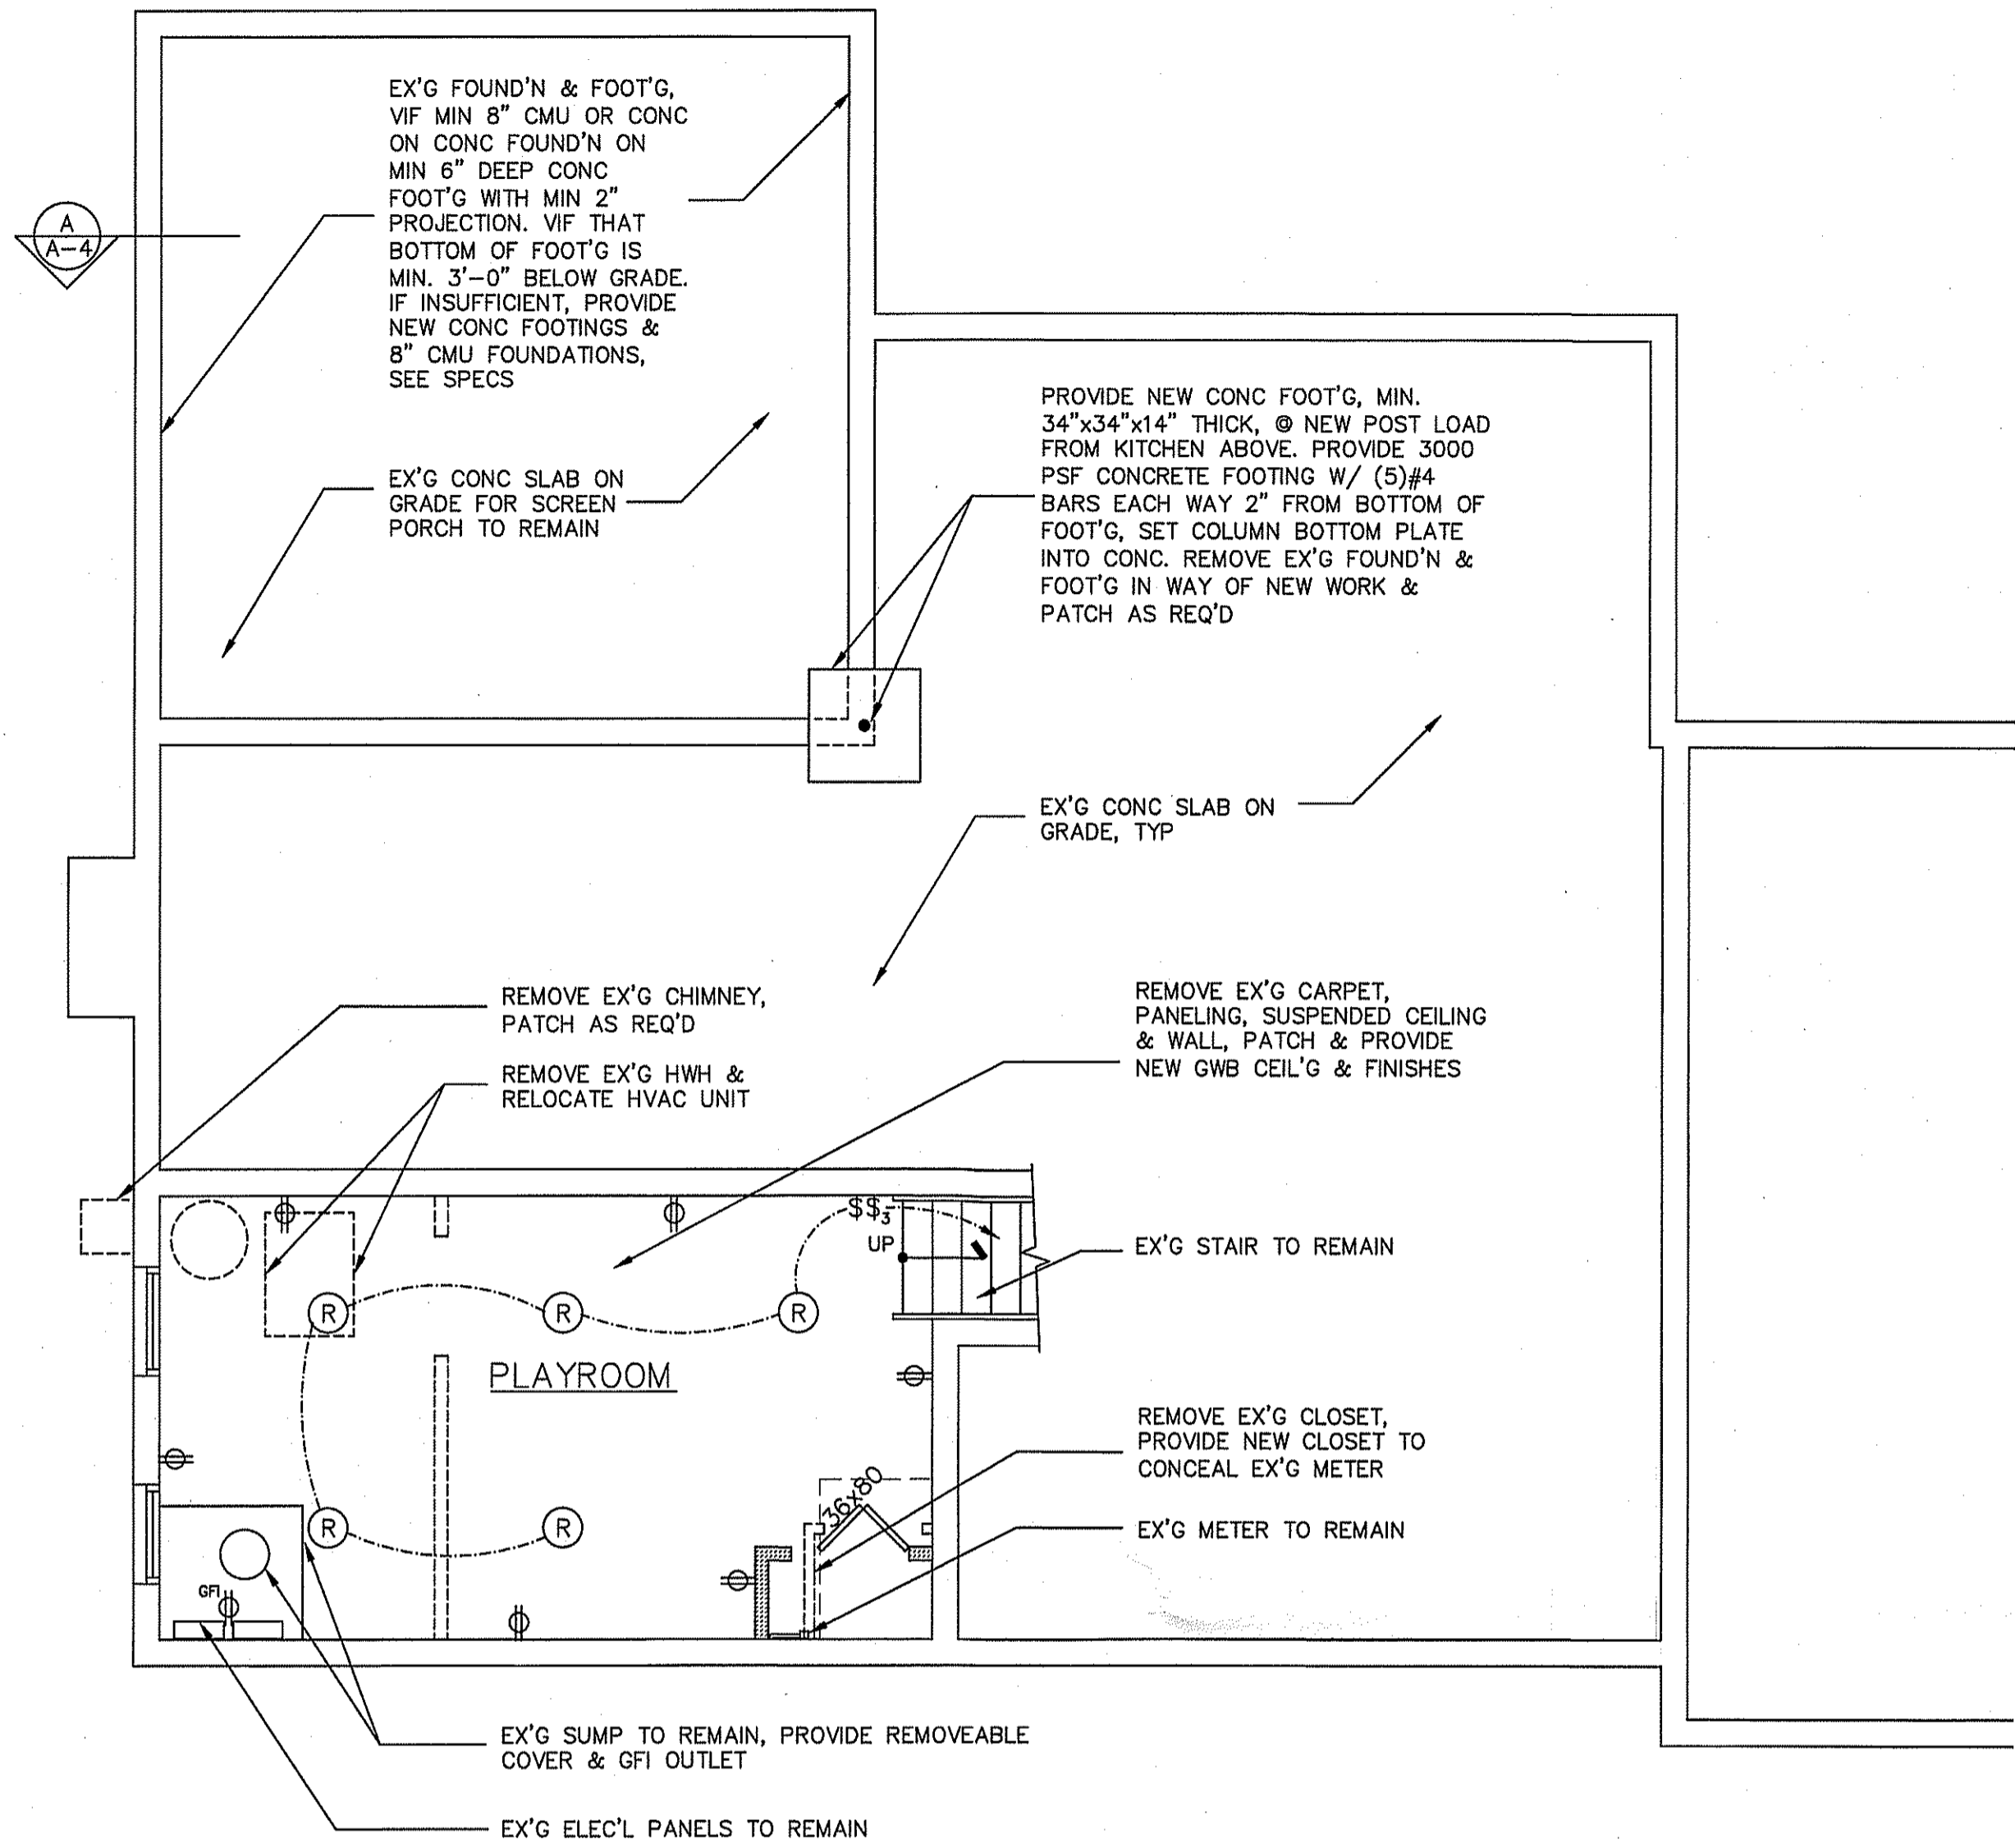 EX'G FOUND'N & FOOT'G,
VIF MIN 8" CMU OR CONC
ON CONC FOUND'N ON
MIN 6" DEEP CONC
FOOT'G WITH MIN 2"
PROJECTION. VIF THAT
BOTTOM OF FOOT'G IS
MIN. 3'-0" BELOW GRADE.
IF INSUFFICIENT, PROVIDE
NEW CONC FOOTINGS &
8" CMU FOUNDATIONS,
SEE SPECS
A
A-4
PROVIDE NEW CONC FOOT'G, MIN.
34"x34"x14" THICK, @ NEW POST LOAD
FROM KITCHEN ABOVE. PROVIDE 3000
PSF CONCRETE FOOTING W/ (5)#4
BARS EACH WAY 2" FROM BOTTOM OF
FOOT'G, SET COLUMN BOTTOM PLATE
INTO CONC. REMOVE EX'G FOUND'N &
FOOT'G IN WAY OF NEW WORK &
PATCH AS REQ'D
EX'G CONC SLAB ON
GRADE FOR SCREEN
PORCH TO REMAIN
EX'G CONC SLAB ON
GRADE, TYP
REMOVE EX'G CHIMNEY,
PATCH AS REQ'D
REMOVE EX'G HWH &
RELOCATE HVAC UNIT
REMOVE EX'G CARPET,
PANELING, SUSPENDED CEILING
& WALL, PATCH & PROVIDE
NEW GWB CEIL'G & FINISHES
$$3
UP
EX'G STAIR TO REMAIN
R
R
R
PLAYROOM
REMOVE EX'G CLOSET,
PROVIDE NEW CLOSET TO
CONCEAL EX'G METER
36x80
R
R
EX'G METER TO REMAIN
GFI
EX'G SUMP TO REMAIN, PROVIDE REMOVEABLE
COVER & GFI OUTLET
EX'G ELEC'L PANELS TO REMAIN